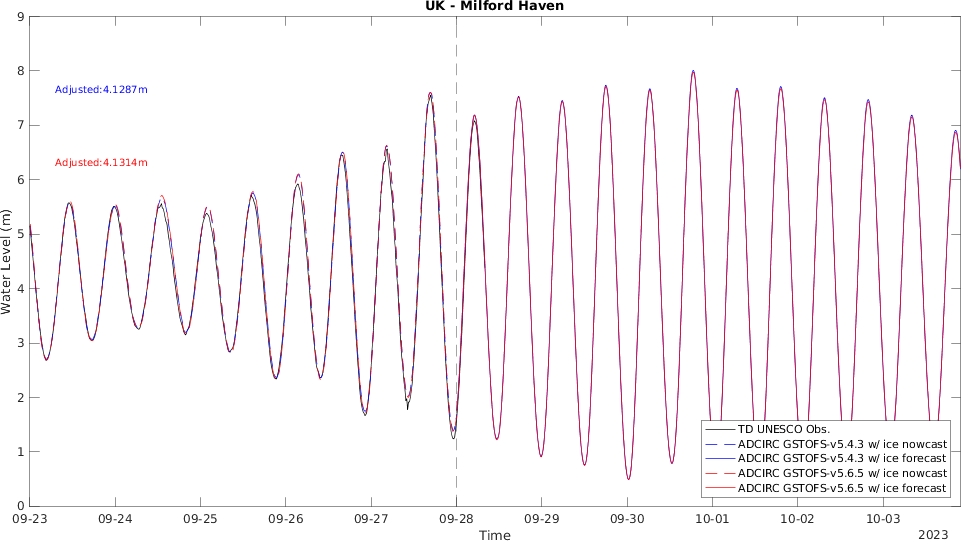 UK - Milford Haven
9
8
7
6
5
4
3
2
1
0
Water Level (m)
Adjusted:4.1287m
Adjusted:4.1314m
TD UNESCO Obs.
ADCIRC GSTOFS-v5.4.3 w/ ice nowcast
ADCIRC GSTOFS-v5.4.3 w/ ice forecast
ADCIRC GSTOFS-v5.6.5 w/ ice nowcast
ADCIRC GSTOFS-v5.6.5 w/ ice forecast
09-23 09-24 09-25 09-26 09-27 09-28 09-29 09-30 10-01 10-02 10-03
Time
2023